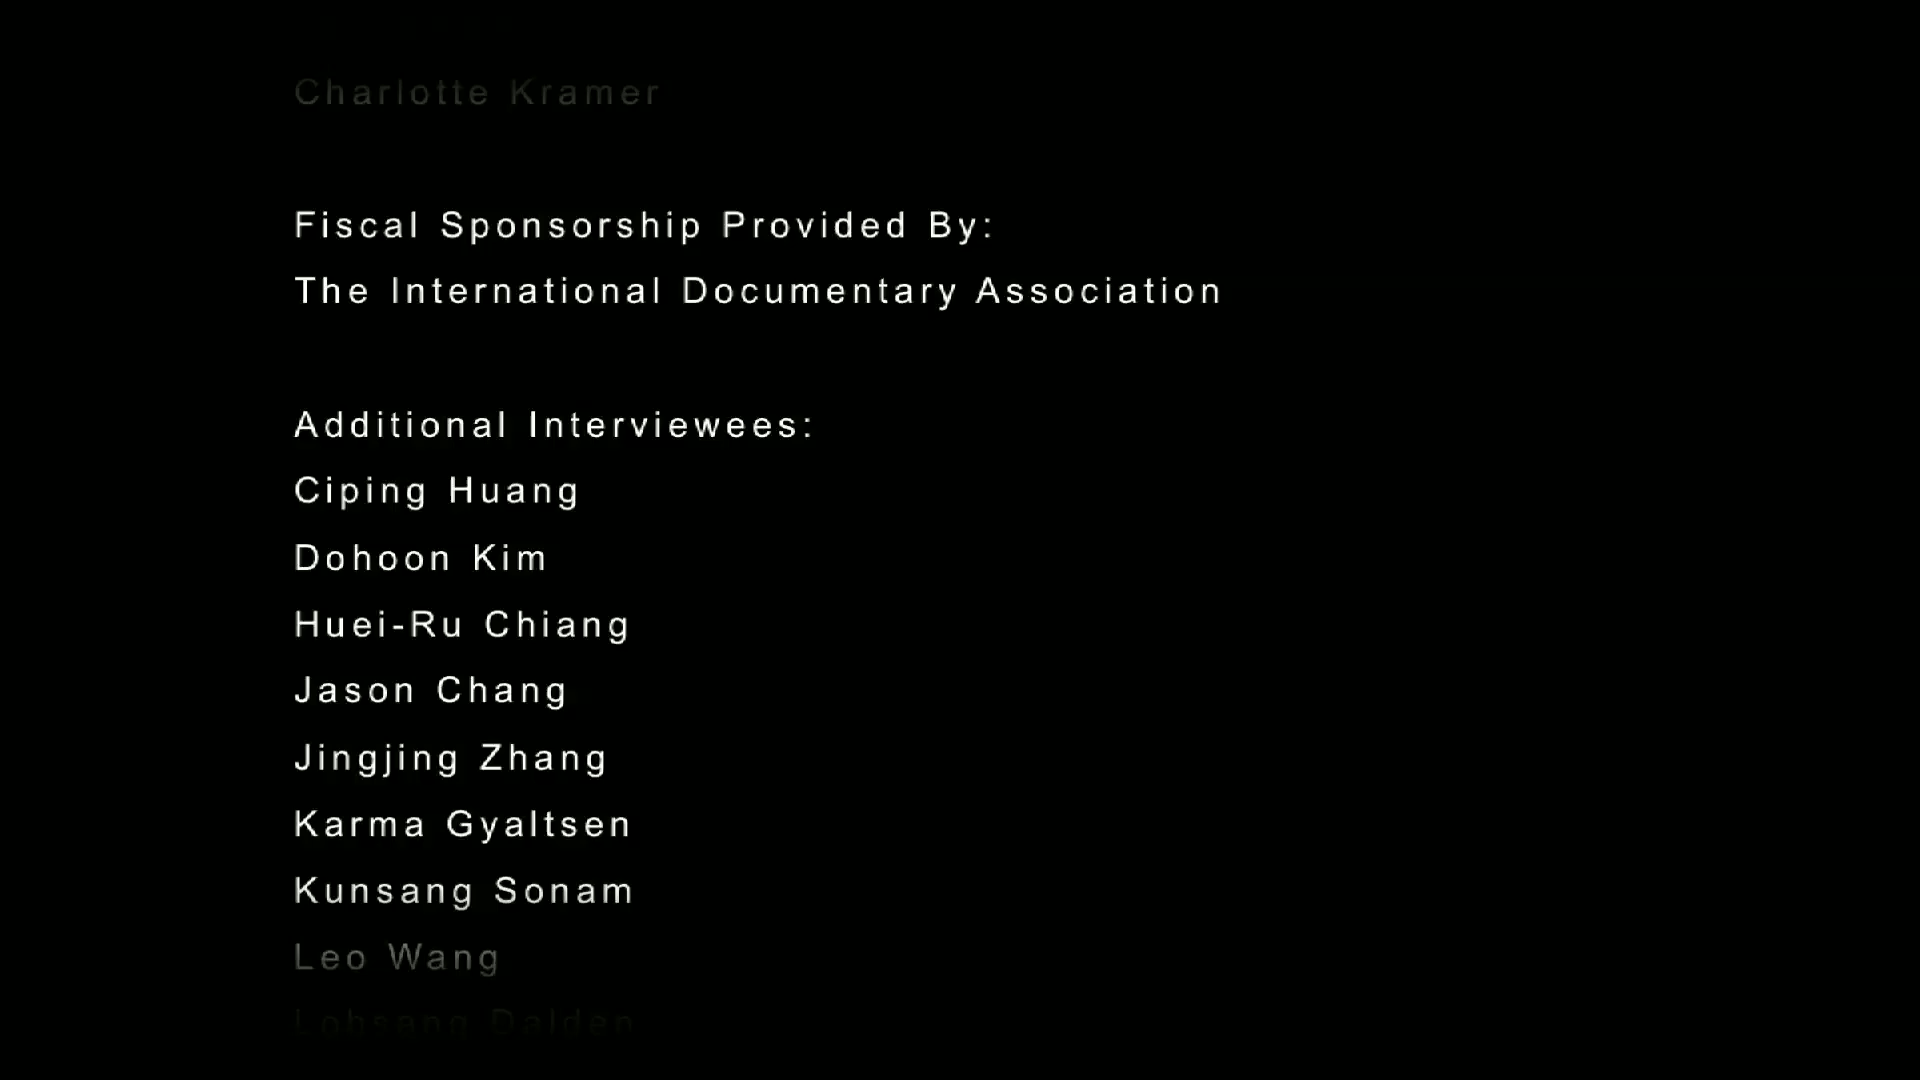 Charlotte Kramer
Fiscal Sponsorship Provided By:
The International Documentary Association
Additional Interviewees:
Ciping Huang
Dohoon Kim
Huei-Ru Chiang
Jason Chang
Jingjing Zhang
Karma Gyaltsen
Kunsang Sonam
Leo Wang